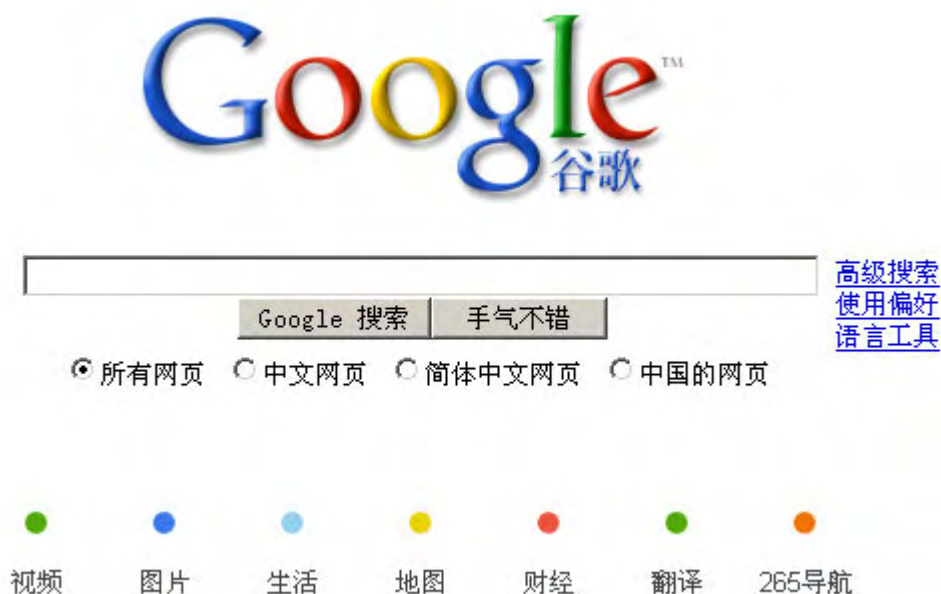 Google™
谷歌
高级搜索
Google 搜索 手气不错
使用偏好
语言工具
所有网页 中文网页 简体中文网页 中国的网页
视频 图片 生活 地图 财经 翻译 265导航